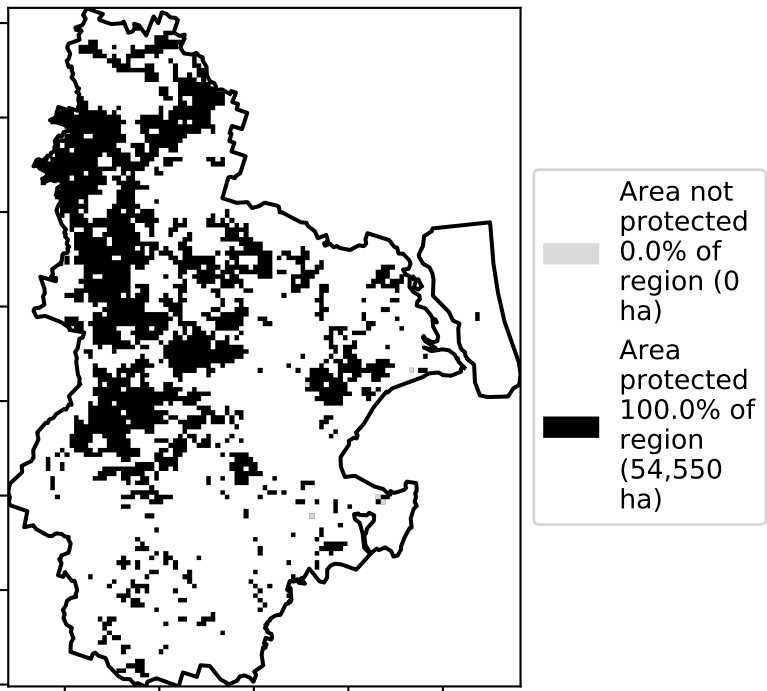 Area not
protected
0.0% of
region (0
ha)
Area
protected
100.0% of
region
(54,550
ha)